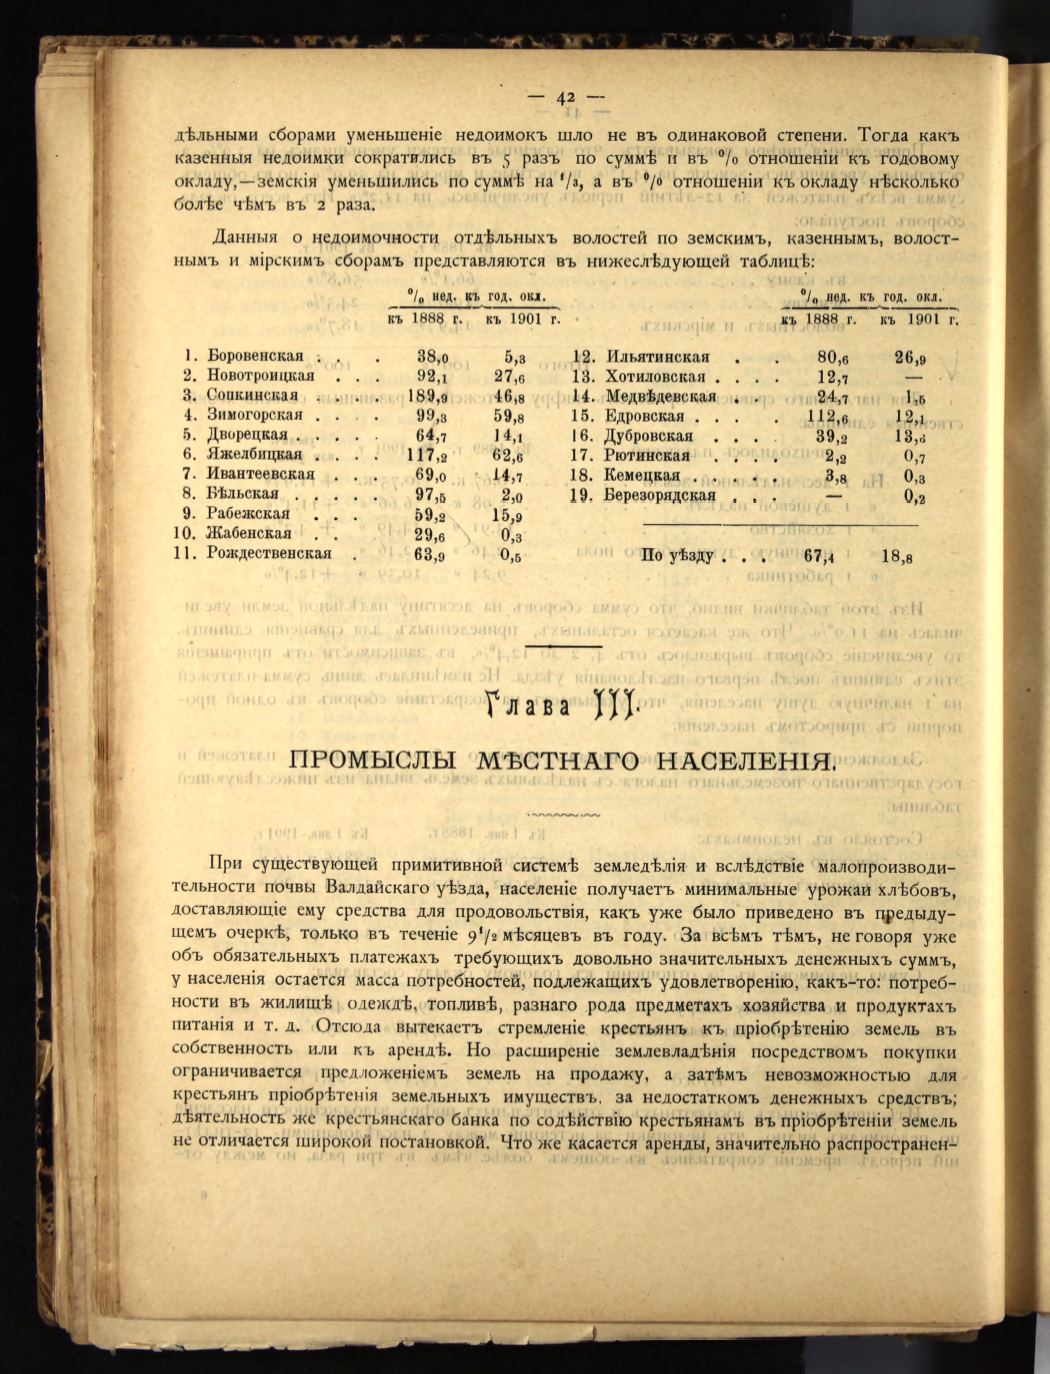 — 42 —
дѣльными сборами уменьшеніе недоимокъ шло не въ одинаковой степени. Тогда какъ
казенныя недоимки сократились въ 5 разъ по суммѣ и въ % отношеніи къ годовому
окладу,—земскія уменьшились по суммѣ на ¹/₃, а въ % отношеніи къ окладу нѣсколько
болѣе чѣмъ въ 2 раза.
Данныя о недоимочности отдѣльныхъ волостей по земскимъ, казеннымъ, волост-
нымъ и мірскимъ сборамъ представляются въ нижеслѣдующей таблицѣ:
% нед. къ год. окл.
къ 1888 г. къ 1901 г.
1. Боровенская . . . 38,0 5,3
2. Новотроицкая . . . 92,1 27,6
3. Сопкинская . . . . 189,9 46,8
4. Зимогорская . . . . 99,3 59,8
5. Дворецкая . . . . . 64,7 14,1
6. Яжелбицкая . . . . 117,2 62,6
7. Ивантеевская . . . 69,0 14,7
8. Бѣльская . . . . . 97,5 2,0
9. Рабежская . . . 59,2 15,9
10. Жабенская . . 29,6 0,3
11. Рождественская . 63,9 0,5
% нед. къ год. окл.
къ 1888 г. къ 1901 г.
12. Ильятинская . . 80,6 26,9
13. Хотиловская . . . . 12,7 —
14. Медвѣдевская . . 24,7 1,5
15. Едровская . . . . 112,6 12,1
16. Дубровская . . . . 39,2 13,6
17. Рютинская . . . . 2,2 0,7
18. Кемецкая . . . . . 3,8 0,3
19. Березорядская . . . — 0,2
По уѣзду . . . 67,4 18,8
Глава III.
ПРОМЫСЛЫ МѢСТНАГО НАСЕЛЕНІЯ.
При существующей примитивной системѣ земледѣлія и вслѣдствіе малопроизводи-
тельности почвы Валдайскаго уѣзда, населеніе получаетъ минимальные урожаи хлѣбовъ,
доставляющіе ему средства для продовольствія, какъ уже было приведено въ предыду-
щемъ очеркѣ, только въ теченіе 9¹/₂ мѣсяцевъ въ году. За всѣмъ тѣмъ, не говоря уже
объ обязательныхъ платежахъ требующихъ довольно значительныхъ денежныхъ суммъ,
у населенія остается масса потребностей, подлежащихъ удовлетворенію, какъ-то: потреб-
ности въ жилищѣ одеждѣ, топливѣ, разнаго рода предметахъ хозяйства и продуктахъ
питанія и т. д. Отсюда вытекаетъ стремленіе крестьянъ къ пріобрѣтенію земель въ
собственность или къ арендѣ. Но расширеніе землевладѣнія посредствомъ покупки
ограничивается предложеніемъ земель на продажу, а затѣмъ невозможностью для
крестьянъ пріобрѣтенія земельныхъ имуществъ, за недостаткомъ денежныхъ средствъ;
дѣятельность же крестьянскаго банка по содѣйствію крестьянамъ въ пріобрѣтеніи земель
не отличается широкой постановкой. Что же касается аренды, значительно распространен-